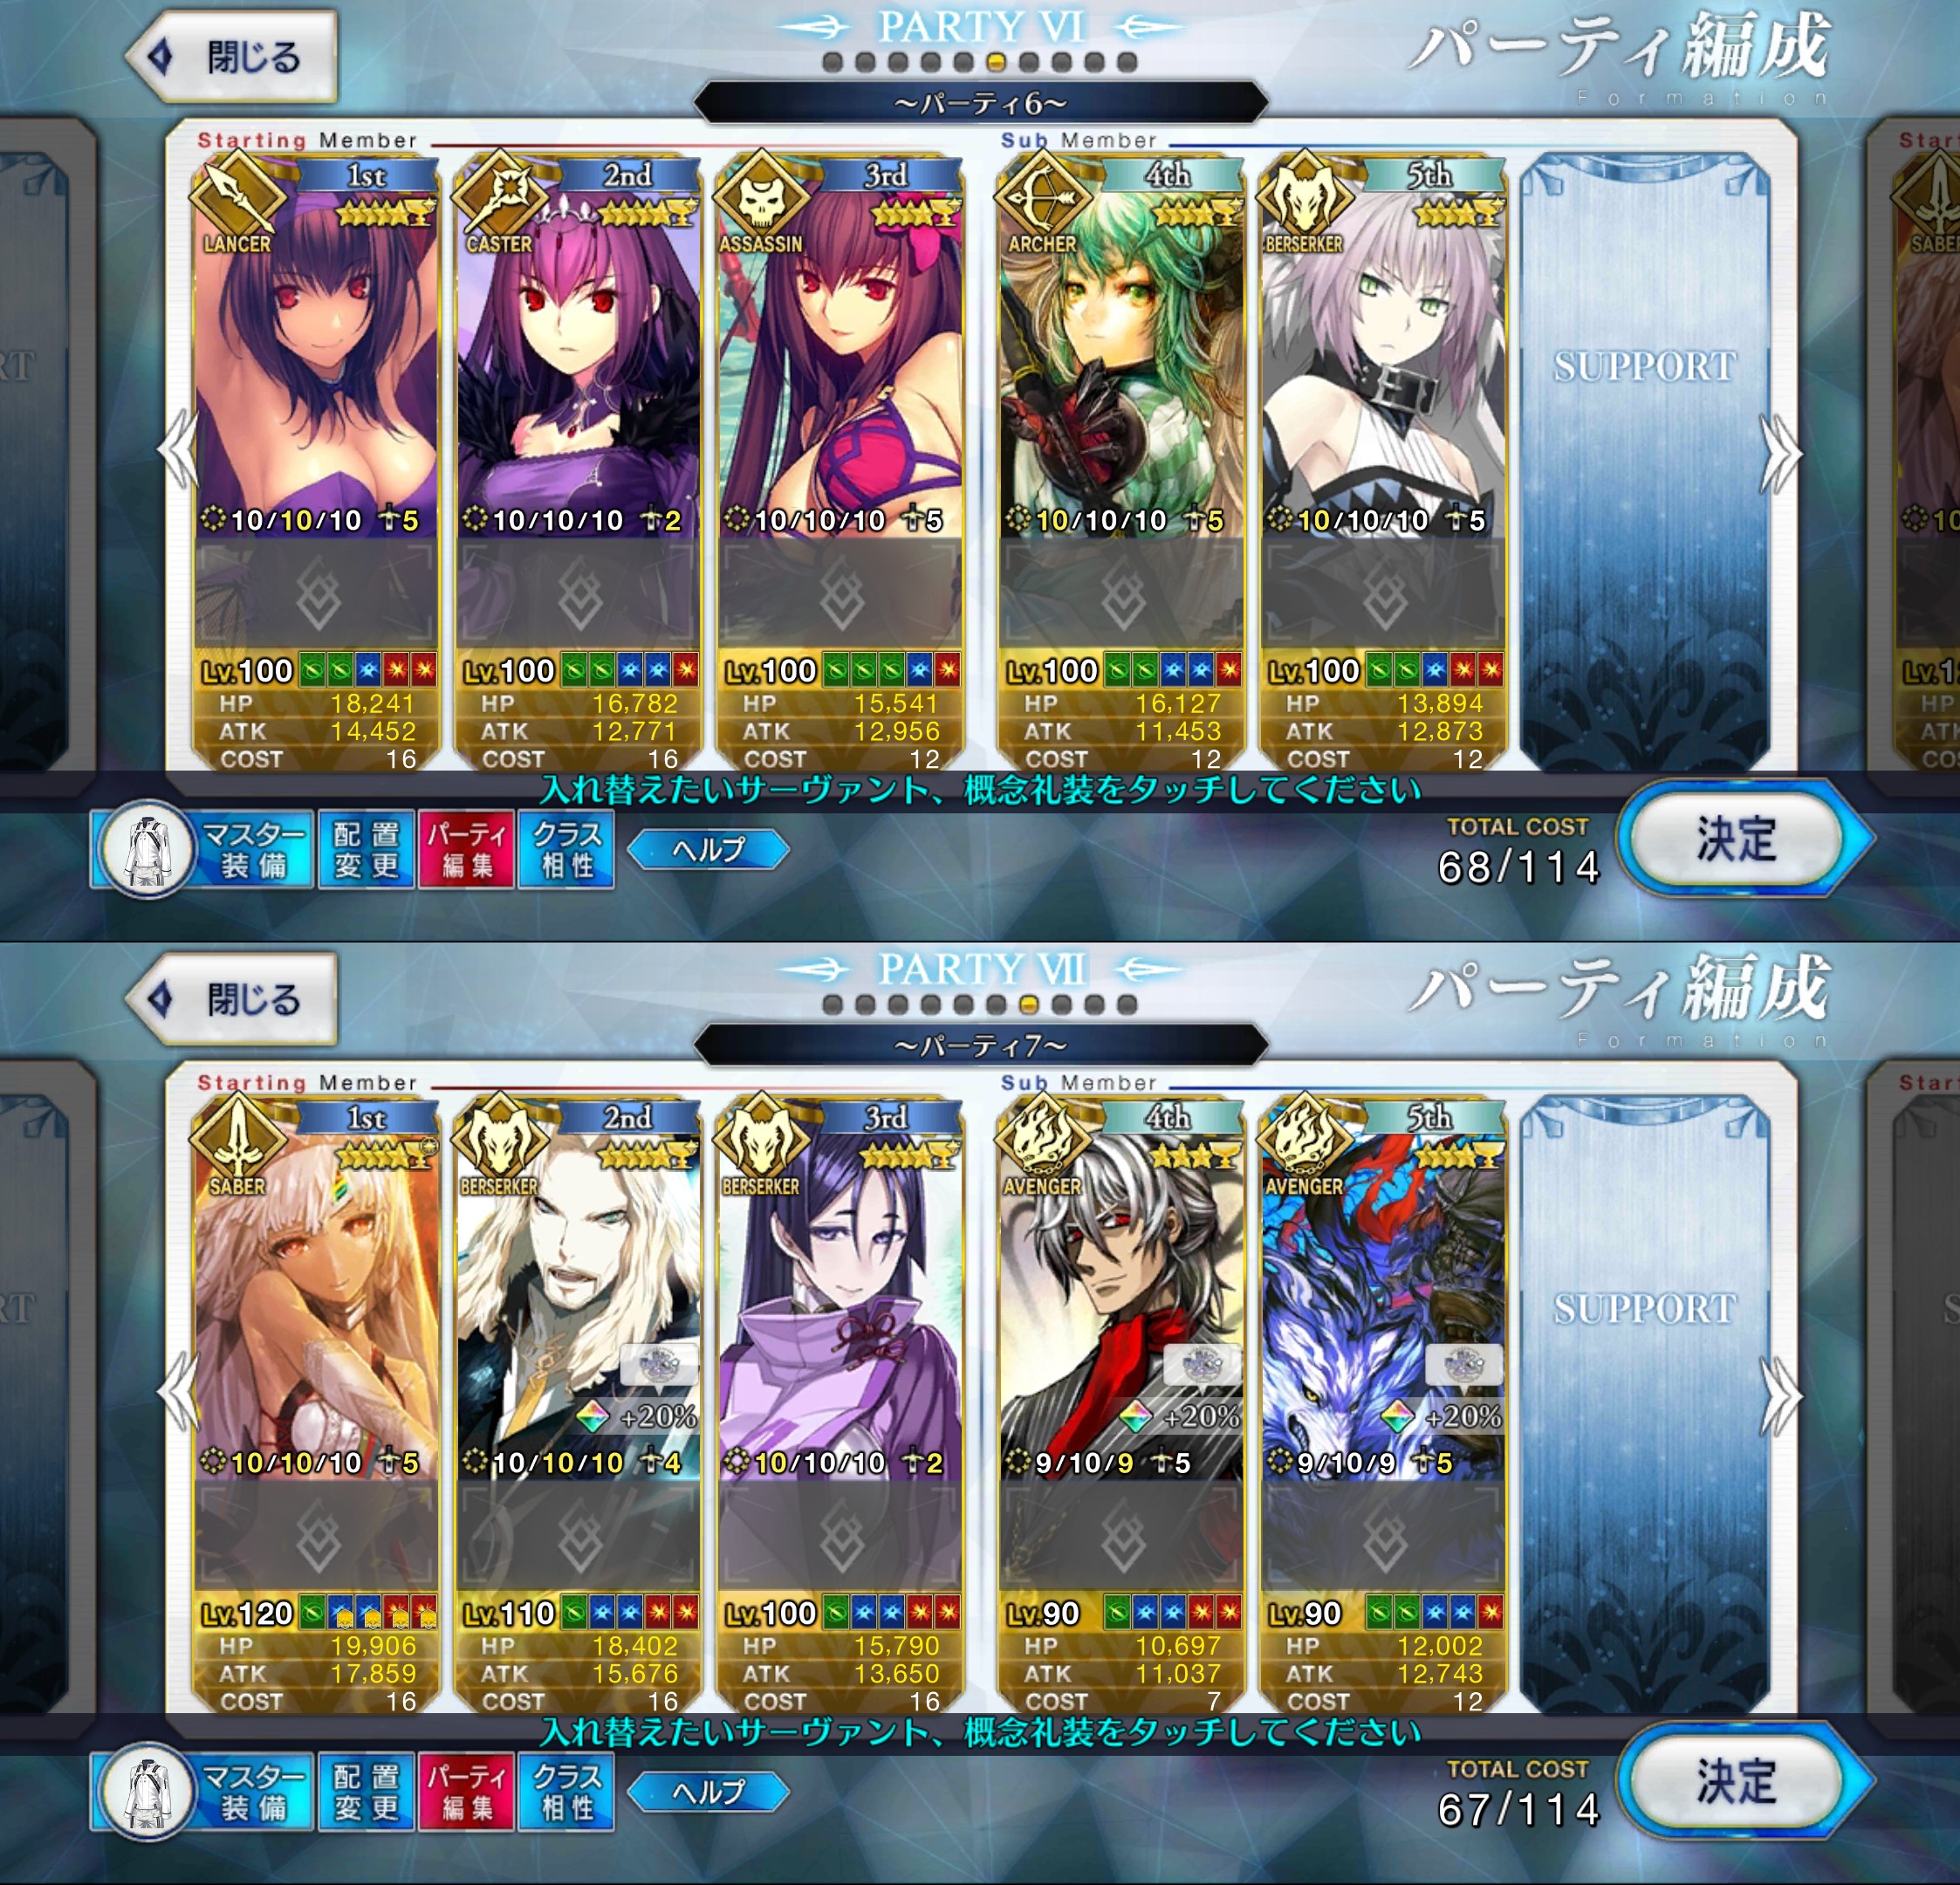 閉じる
PARTY VI
パーティ編成
Formation
～パーティ6～
Starting Member
Sub Member
1st
2nd
3rd
4th
5th
LANCER
CASTER
ASSASSIN
ARCHER
BERSERKER
SUPPORT
10/10/10 5
10/10/10 2
10/10/10 5
10/10/10 5
10/10/10 5
Lv.100
Lv.100
Lv.100
Lv.100
Lv.100
HP 18,241
HP 16,782
HP 15,541
HP 16,127
HP 13,894
ATK 14,452
ATK 12,771
ATK 12,956
ATK 11,453
ATK 12,873
COST 16
COST 16
COST 12
COST 12
COST 12
入れ替えたいサーヴァント、概念礼装をタッチしてください
マスター
装備
配置
変更
パーティ
編集
クラス
相性
ヘルプ
TOTAL COST
68/114
決定
閉じる
PARTY VII
パーティ編成
Formation
～パーティ7～
Starting Member
Sub Member
1st
2nd
3rd
4th
5th
SABER
BERSERKER
BERSERKER
AVENGER
AVENGER
SUPPORT
+20%
+20%
+20%
10/10/10 5
10/10/10 4
10/10/10 2
9/10/9 5
9/10/9 5
Lv.120
Lv.110
Lv.100
Lv.90
Lv.90
HP 19,906
HP 18,402
HP 15,790
HP 10,697
HP 12,002
ATK 17,859
ATK 15,676
ATK 13,650
ATK 11,037
ATK 12,743
COST 16
COST 16
COST 16
COST 7
COST 12
入れ替えたいサーヴァント、概念礼装をタッチしてください
マスター
装備
配置
変更
パーティ
編集
クラス
相性
ヘルプ
TOTAL COST
67/114
決定